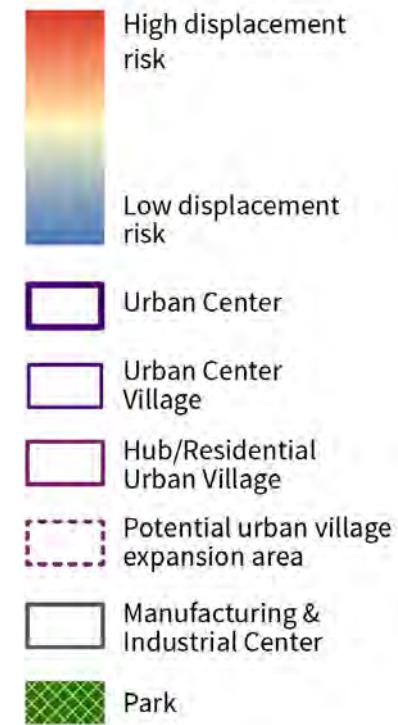 High displacement
risk
Low displacement
risk
Urban Center
Urban Center
Village
Hub/Residential
Urban Village
Potential urban village
expansion area
Manufacturing &
Industrial Center
Park